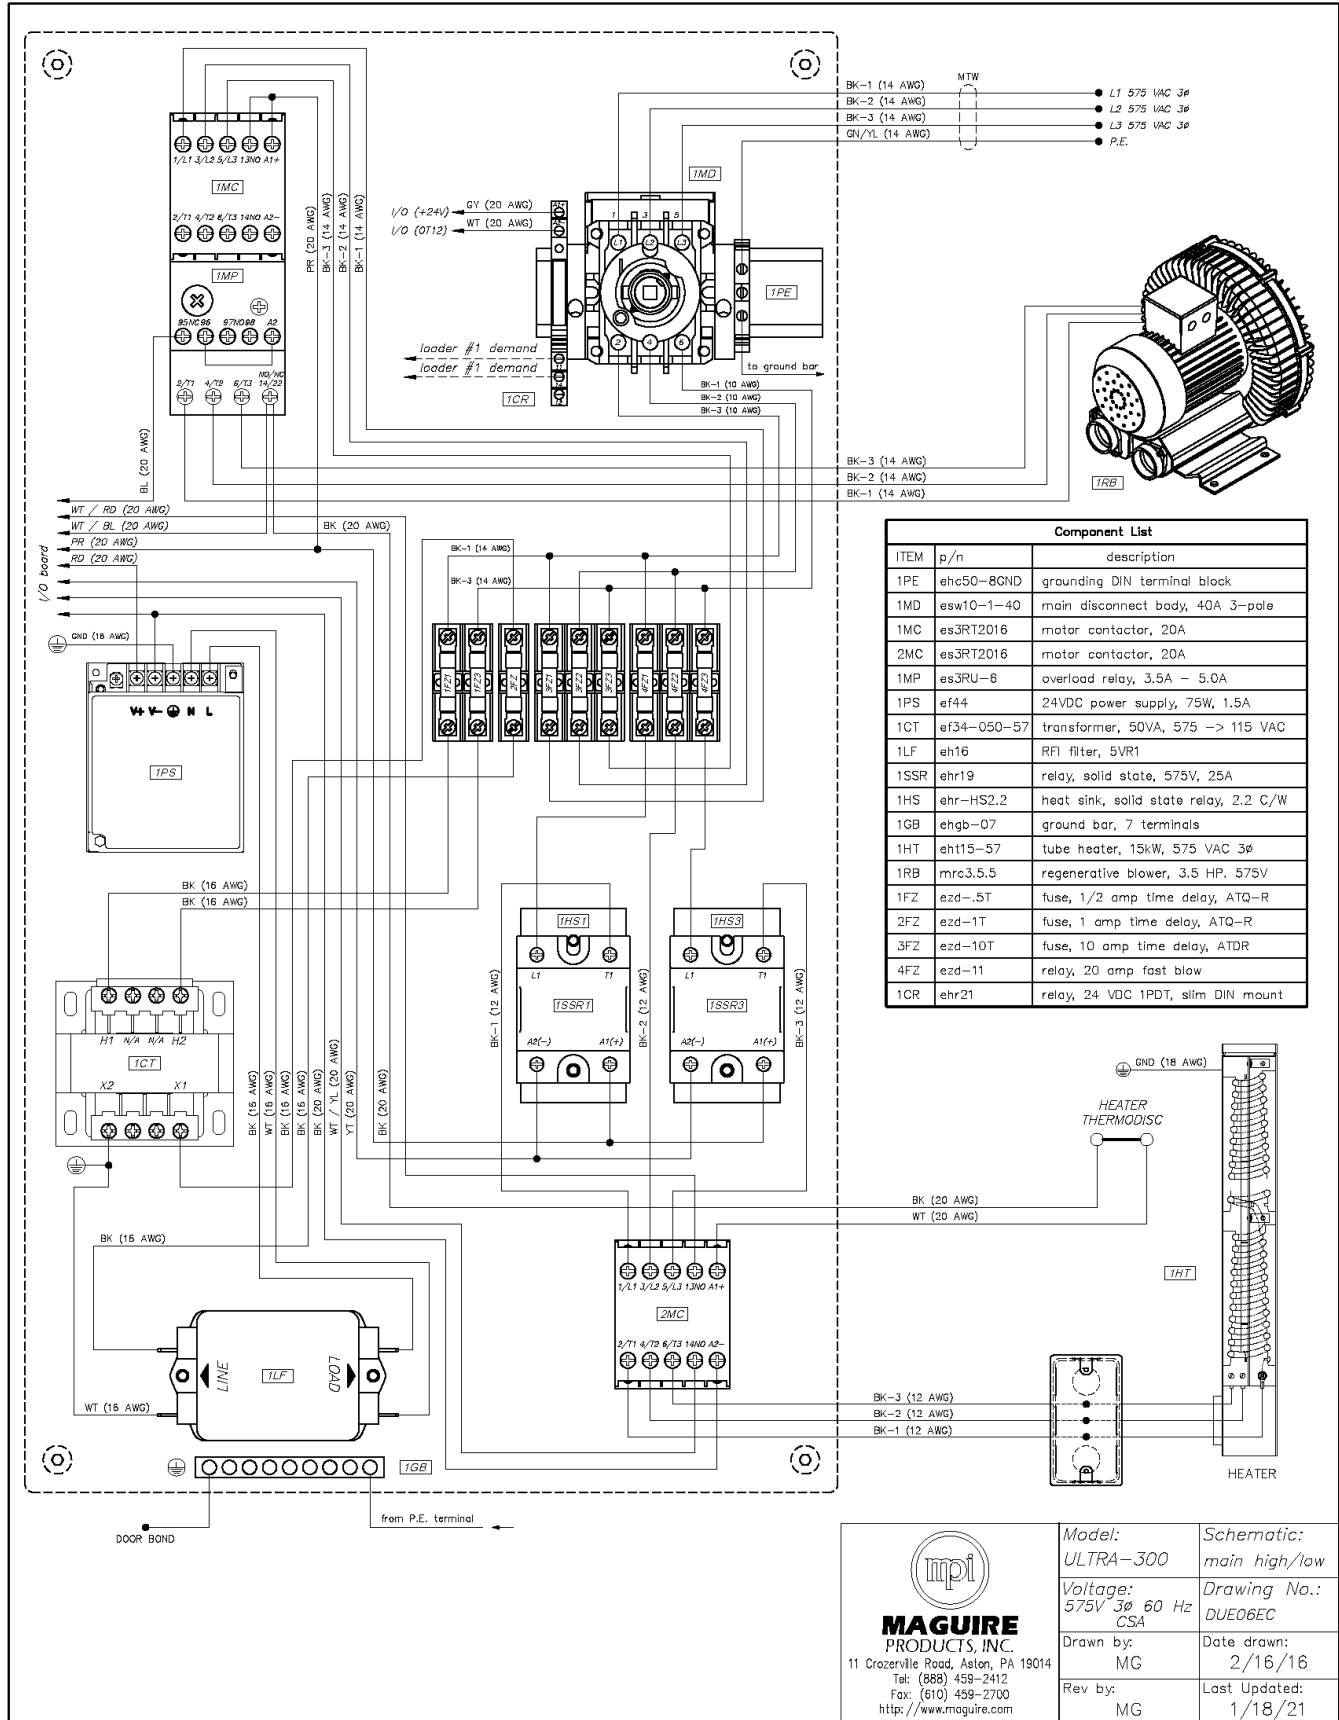 BK-1 (14 AWG)
BK-2 (14 AWG)
BK-3 (14 AWG)
GN/YL (14 AWG)
MTW
L1 575 VAC 3ø
L2 575 VAC 3ø
L3 575 VAC 3ø
P.E.
1/L1 3/L2 5/L3 13NO A1+
1MC
2/T1 4/T2 6/T3 14NO A2-
1MP
95 NC 96 97NO98 A2
2/T1 4/T2 6/T3 NO/NC 14/22
PR (20 AWG)
BK-3 (14 AWG)
BK-2 (14 AWG)
BK-1 (14 AWG)
I/O (+24V)
GY (20 AWG)
I/O (OT12)
WT (20 AWG)
1MD
1 3 5
L1 L2 L3
2 4 6
1PE
to ground bar
loader #1 demand
loader #1 demand
1CR
BK-1 (10 AWG)
BK-2 (10 AWG)
BK-3 (10 AWG)
BK-3 (14 AWG)
BK-2 (14 AWG)
BK-1 (14 AWG)
1RB
BL (20 AWG)
WT / RD (20 AWG)
WT / BL (20 AWG)
PR (20 AWG)
RD (20 AWG)
I/O board
BK (20 AWG)
BK-1 (14 AWG)
BK-3 (14 AWG)
GND (18 AWG)
V+ V- N L
1PS
1FZ1 1FZ3 2FZ 3FZ1 3FZ2 3FZ3 4FZ1 4FZ2 4FZ3
Component List
ITEM p/n description
1PE ehc50-8GND grounding DIN terminal block
1MD esw10-1-40 main disconnect body, 40A 3-pole
1MC es3RT2016 motor contactor, 20A
2MC es3RT2016 motor contactor, 20A
1MP es3RU-6 overload relay, 3.5A - 5.0A
1PS ef44 24VDC power supply, 75W, 1.5A
1CT ef34-050-57 transformer, 50VA, 575 -> 115 VAC
1LF eh16 RFI filter, 5VR1
1SSR ehr19 relay, solid state, 575V, 25A
1HS ehr-HS2.2 heat sink, solid state relay, 2.2 C/W
1GB ehgb-07 ground bar, 7 terminals
1HT eht15-57 tube heater, 15kW, 575 VAC 3ø
1RB mrc3.5.5 regenerative blower, 3.5 HP. 575V
1FZ ezd-.5T fuse, 1/2 amp time delay, ATQ-R
2FZ ezd-1T fuse, 1 amp time delay, ATQ-R
3FZ ezd-10T fuse, 10 amp time delay, ATDR
4FZ ezd-11 relay, 20 amp fast blow
1CR ehr21 relay, 24 VDC 1PDT, slim DIN mount
BK (16 AWG)
BK (16 AWG)
H1 N/A N/A H2
1CT
X2 X1
1HS1
L1 T1
1SSR1
A2(-) A1(+)
1HS3
L1 T1
1SSR3
A2(-) A1(+)
BK-1 (12 AWG)
BK-2 (12 AWG)
BK-3 (12 AWG)
BK (16 AWG)
WT (16 AWG)
BK (16 AWG)
BK (16 AWG)
BK (20 AWG)
WT / YL (20 AWG)
YT (20 AWG)
BK (20 AWG)
GND (18 AWG)
HEATER
THERMODISC
BK (20 AWG)
WT (20 AWG)
1HT
BK (16 AWG)
LINE
1LF
LOAD
WT (16 AWG)
1/L1 3/L2 5/L3 13NO A1+
2MC
2/T1 4/T2 6/T3 14NO A2-
BK-3 (12 AWG)
BK-2 (12 AWG)
BK-1 (12 AWG)
HEATER
1GB
DOOR BOND
from P.E. terminal
mpi
MAGUIRE
PRODUCTS, INC.
11 Crozerville Road, Aston, PA 19014
Tel: (888) 459-2412
Fax: (610) 459-2700
http://www.maguire.com
Model:
ULTRA-300
Schematic:
main high/low
Voltage:
575V 3ø 60 Hz
CSA
Drawing No.:
DUE06EC
Drawn by:
MG
Date drawn:
2/16/16
Rev by:
MG
Last Updated:
1/18/21